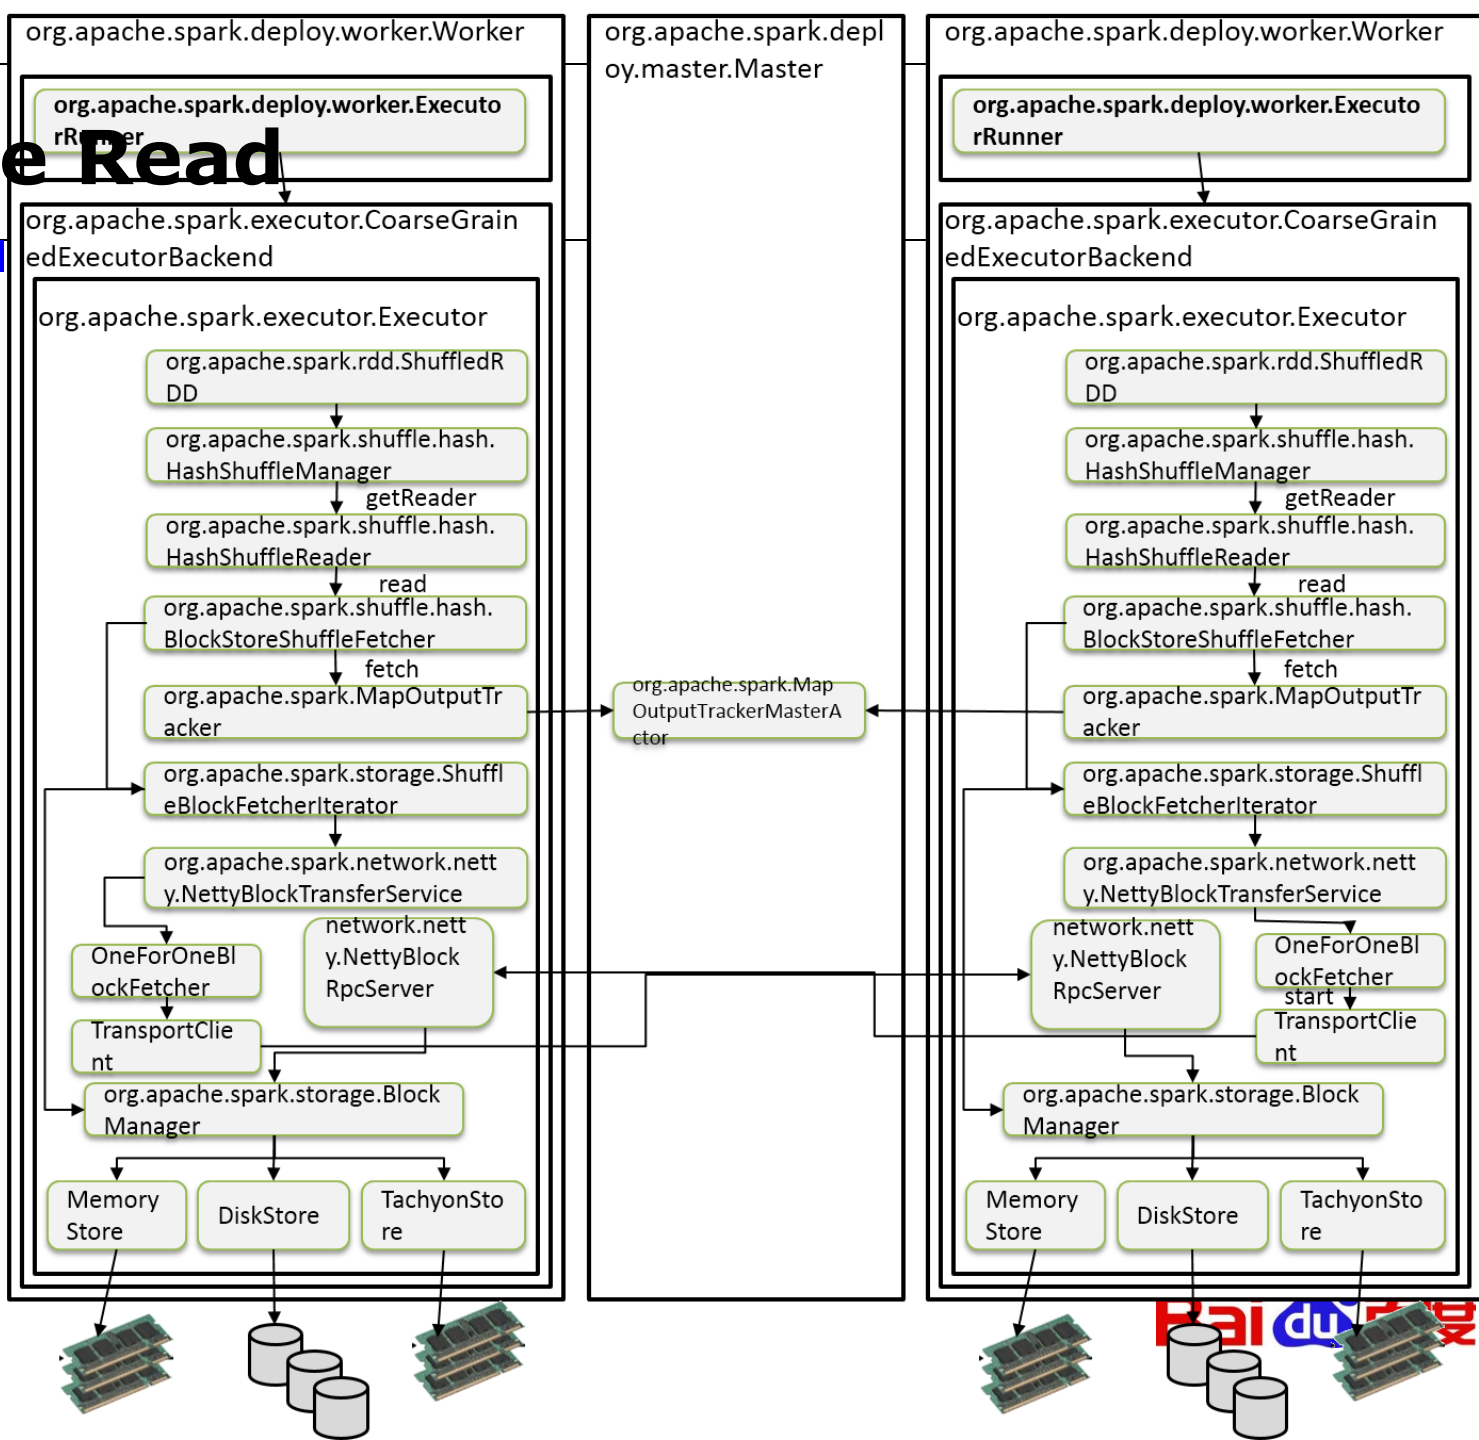 org.apache.spark.deploy.worker.Worker
org.apache.spark.deploy.worker.Executo
rRunner
e Read
org.apache.spark.executor.CoarseGrain
edExecutorBackend
org.apache.spark.executor.Executor
org.apache.spark.rdd.ShuffledR
DD
org.apache.spark.shuffle.hash.
HashShuffleManager
getReader
org.apache.spark.shuffle.hash.
HashShuffleReader
read
org.apache.spark.shuffle.hash.
BlockStoreShuffleFetcher
fetch
org.apache.spark.MapOutputTr
acker
org.apache.spark.storage.Shuffl
eBlockFetcherIterator
org.apache.spark.network.nett
y.NettyBlockTransferService
network.nett
y.NettyBlock
RpcServer
OneForOneBl
ockFetcher
TransportClie
nt
org.apache.spark.storage.Block
Manager
Memory
Store
DiskStore
TachyonSto
re
org.apache.spark.depl
oy.master.Master
org.apache.spark.Map
OutputTrackerMasterA
ctor
org.apache.spark.deploy.worker.Worker
org.apache.spark.deploy.worker.Executo
rRunner
org.apache.spark.executor.CoarseGrain
edExecutorBackend
org.apache.spark.executor.Executor
org.apache.spark.rdd.ShuffledR
DD
org.apache.spark.shuffle.hash.
HashShuffleManager
getReader
org.apache.spark.shuffle.hash.
HashShuffleReader
read
org.apache.spark.shuffle.hash.
BlockStoreShuffleFetcher
fetch
org.apache.spark.MapOutputTr
acker
org.apache.spark.storage.Shuffl
eBlockFetcherIterator
org.apache.spark.network.nett
y.NettyBlockTransferService
network.nett
y.NettyBlock
RpcServer
OneForOneBl
ockFetcher
start
TransportClie
nt
org.apache.spark.storage.Block
Manager
Memory
Store
DiskStore
TachyonSto
re
Bai du